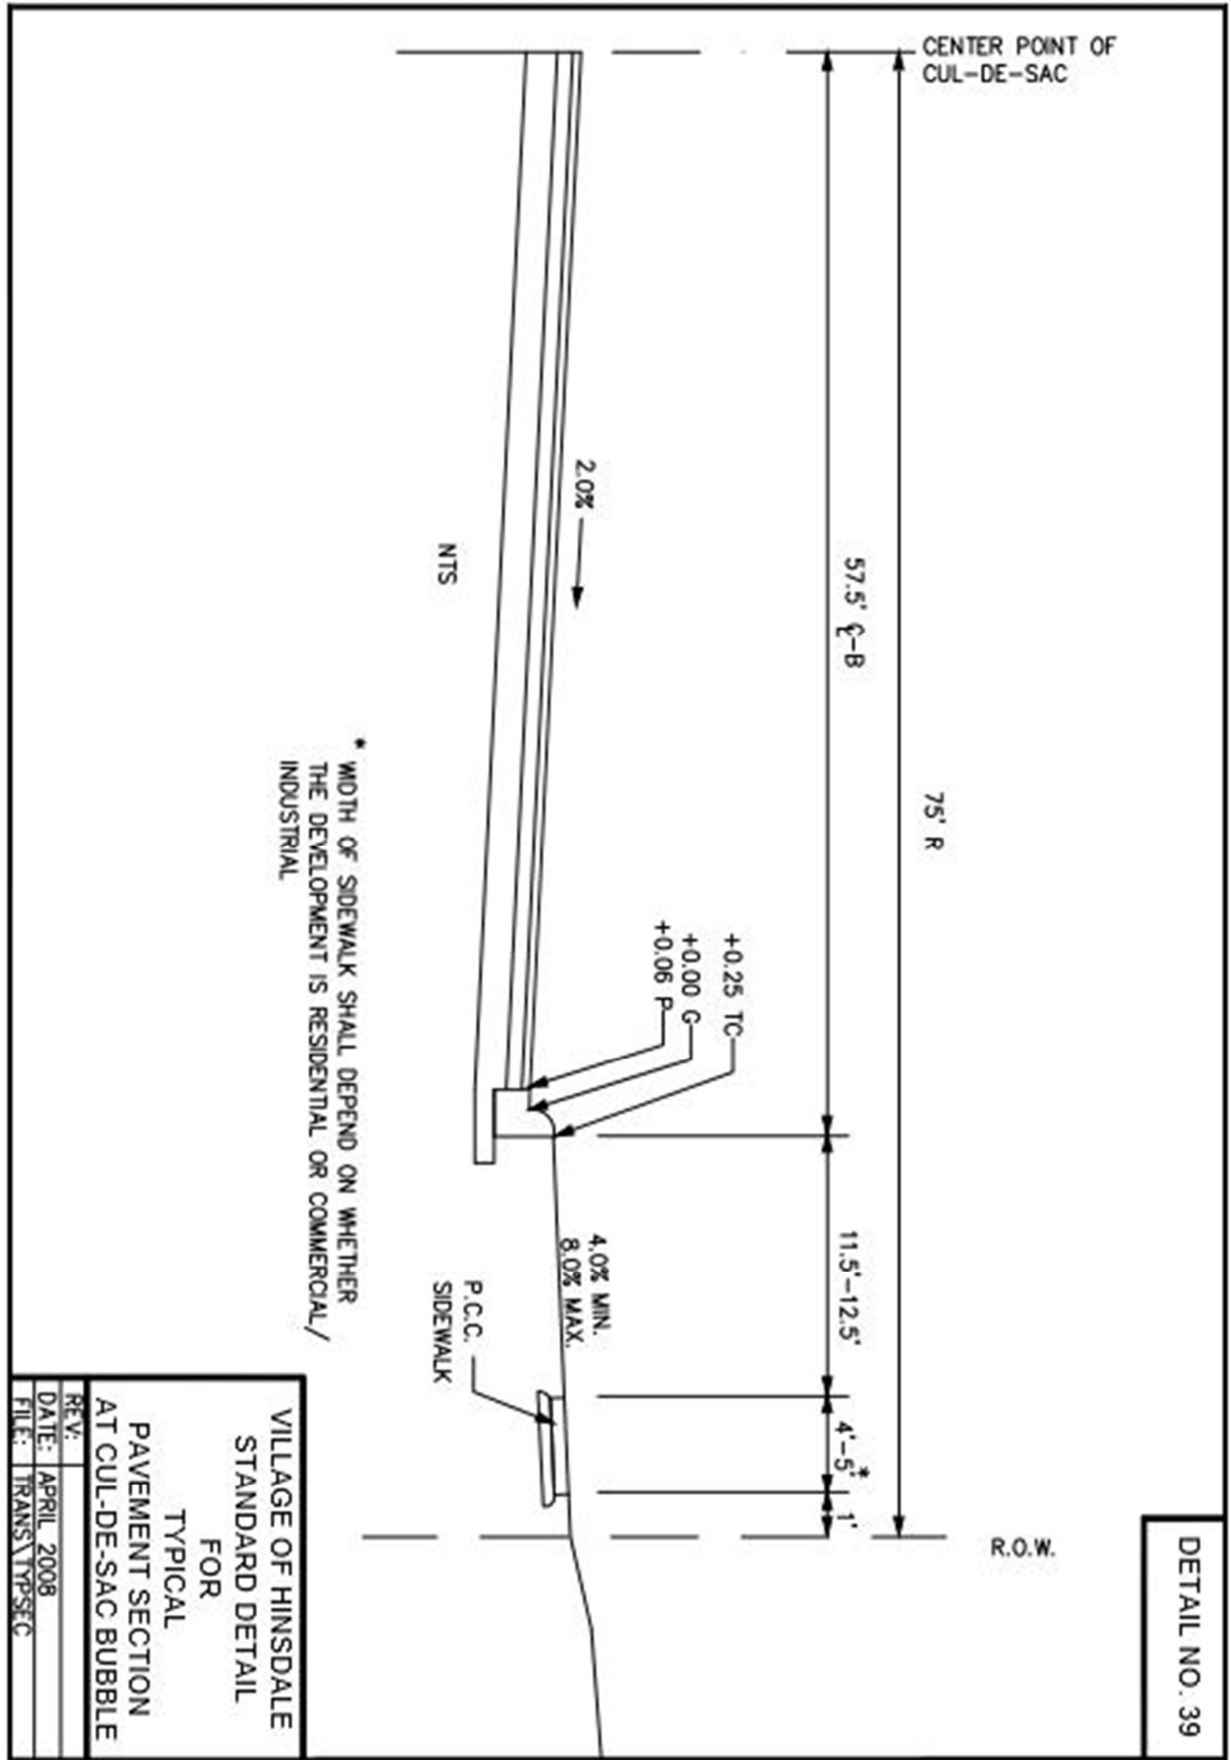 DETAIL NO. 39
CENTER POINT OF
CUL-DE-SAC
R.O.W.
75' R
57.5' ℄-B
11.5'-12.5'
4'-5'*
1'
+0.25 TC
+0.00 G
+0.06 P
2.0%
4.0% MIN.
8.0% MAX.
NTS
P.C.C.
SIDEWALK
* WIDTH OF SIDEWALK SHALL DEPEND ON WHETHER
THE DEVELOPMENT IS RESIDENTIAL OR COMMERCIAL/
INDUSTRIAL
VILLAGE OF HINSDALE
STANDARD DETAIL
FOR
TYPICAL
PAVEMENT SECTION
AT CUL-DE-SAC BUBBLE
REV:
DATE: APRIL 2008
FILE: TRANS\TYPSEC